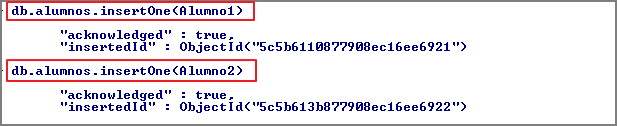 db.alumnos.insertOne(Alumno1)
"acknowledged" : true,
"insertedId" : ObjectId("5c5b6110877908ec16ee6921")
db.alumnos.insertOne(Alumno2)
"acknowledged" : true,
"insertedId" : ObjectId("5c5b613b877908ec16ee6922")